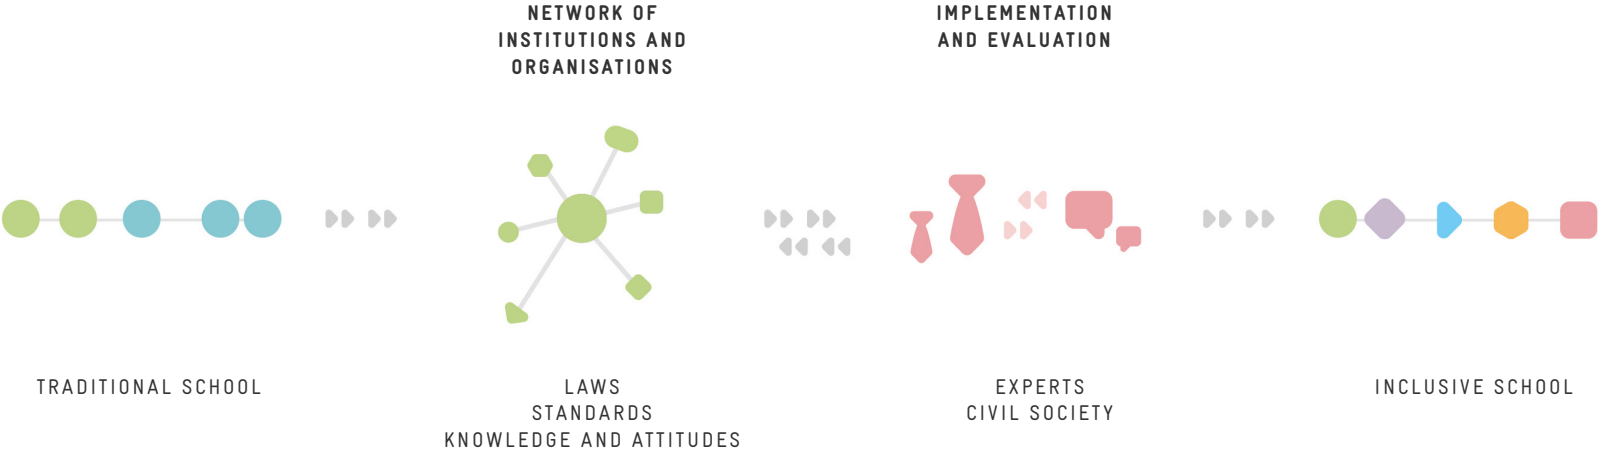 NETWORK OF
INSTITUTIONS AND
ORGANISATIONS
IMPLEMENTATION
AND EVALUATION
TRADITIONAL SCHOOL
LAWS
STANDARDS
KNOWLEDGE AND ATTITUDES
EXPERTS
CIVIL SOCIETY
INCLUSIVE SCHOOL